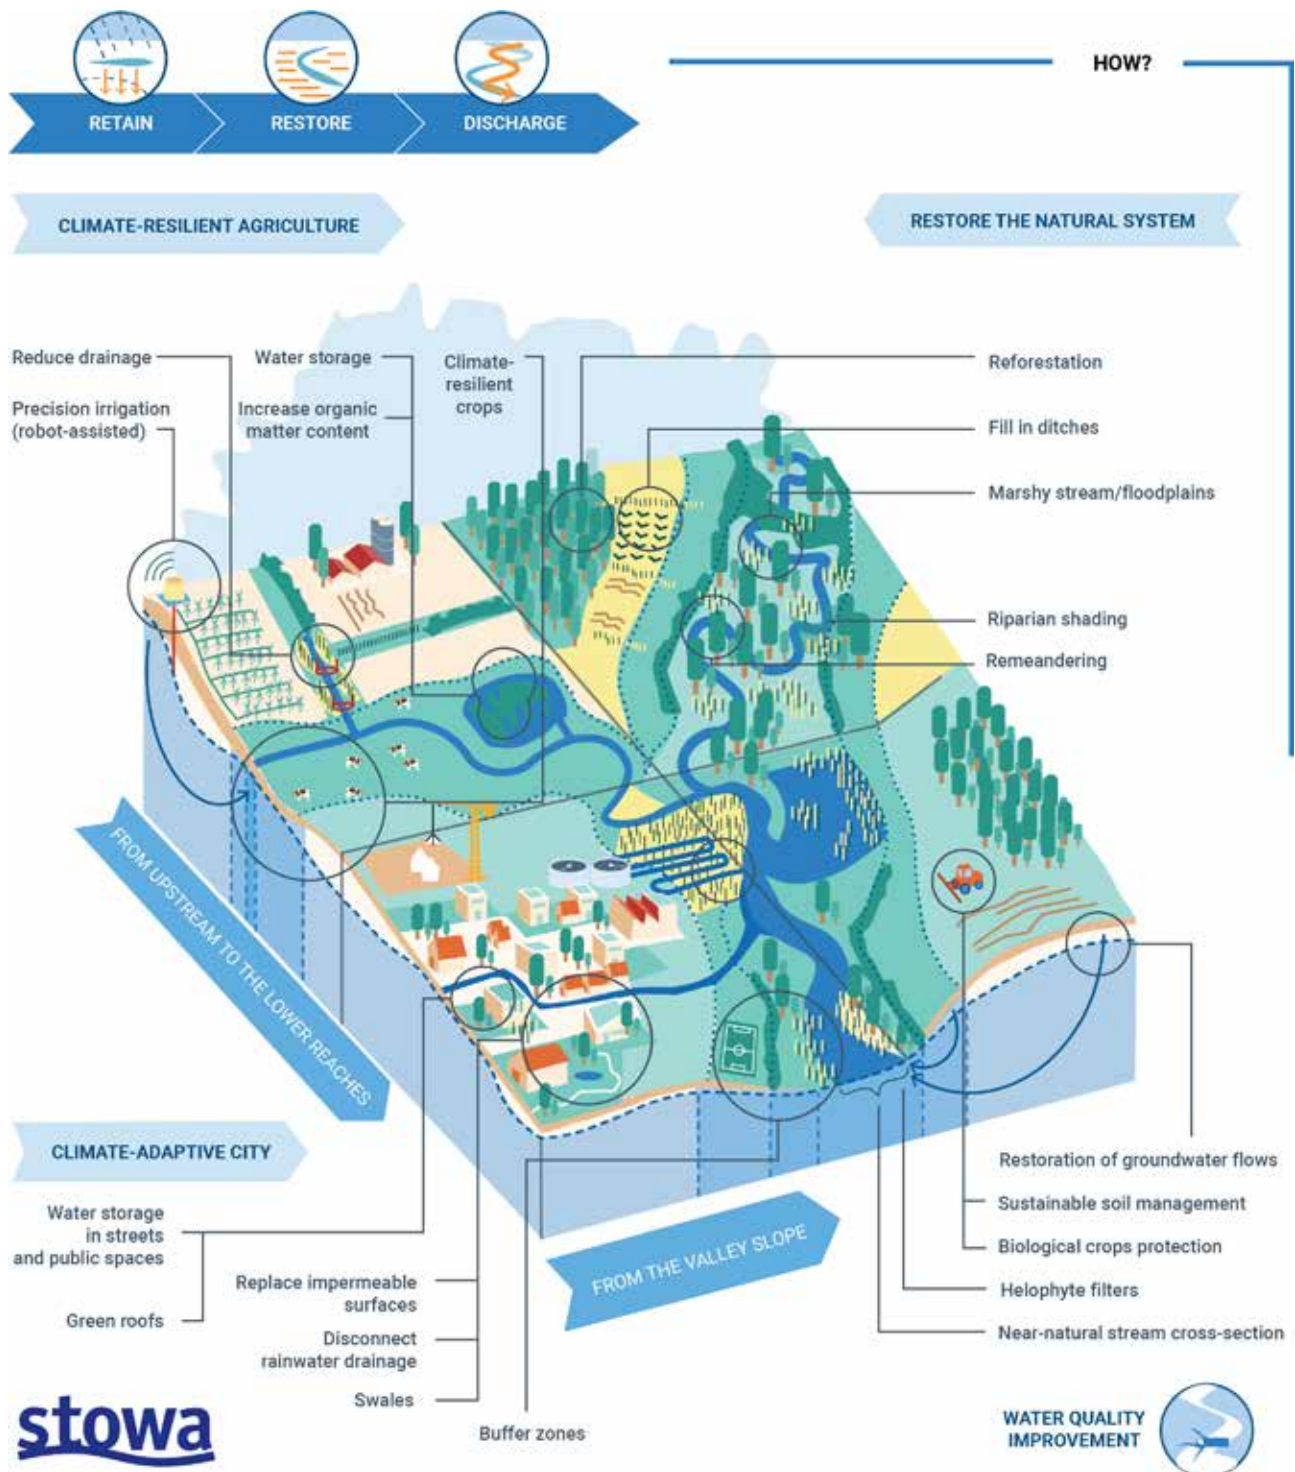 HOW?
RETAIN
RESTORE
DISCHARGE
CLIMATE-RESILIENT AGRICULTURE
RESTORE THE NATURAL SYSTEM
Reduce drainage
Precision irrigation
(robot-assisted)
Water storage
Increase organic
matter content
Climate-
resilient
crops
Reforestation
Fill in ditches
Marshy stream/floodplains
Riparian shading
Remeandering
FROM UPSTREAM TO THE LOWER REACHES
CLIMATE-ADAPTIVE CITY
Water storage
in streets
and public spaces
Green roofs
Replace impermeable
surfaces
Disconnect
rainwater drainage
Swales
Buffer zones
FROM THE VALLEY SLOPE
Restoration of groundwater flows
Sustainable soil management
Biological crops protection
Helophyte filters
Near-natural stream cross-section
stowa
WATER QUALITY
IMPROVEMENT